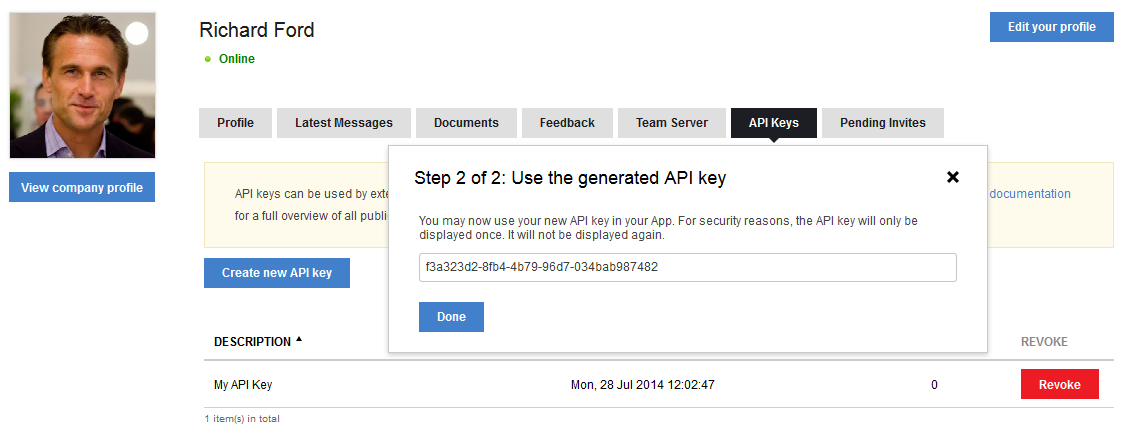 Richard Ford
Edit your profile
Online
Profile
Latest Messages
Documents
Feedback
Team Server
API Keys
Pending Invites
View company profile
API keys can be used by exte
documentation
for a full overview of all publi
Step 2 of 2: Use the generated API key
You may now use your new API key in your App. For security reasons, the API key will only be
displayed once. It will not be displayed again.
f3a323d2-8fb4-4b79-96d7-034bab987482
Done
Create new API key
DESCRIPTION
REVOKE
My API Key
Mon, 28 Jul 2014 12:02:47
0
Revoke
1 item(s) in total